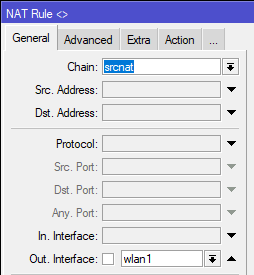 NAT Rule <>
General Advanced Extra Action ...
Chain: srcnat
Src. Address:
Dst. Address:
Protocol:
Src. Port:
Dst. Port:
Any. Port:
In. Interface:
Out. Interface: wlan1